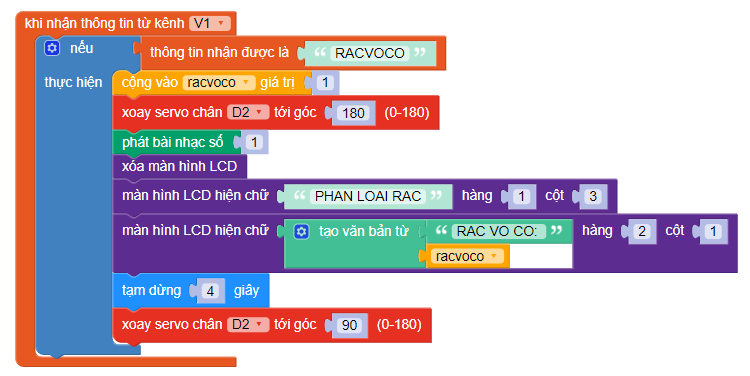 khi nhận thông tin từ kênh V1
nếu thông tin nhận được là “ RACVOCO ”
thực hiện cộng vào racvoco giá trị 1
xoay servo chân D2 tới góc 180 (0-180)
phát bài nhạc số 1
xóa màn hình LCD
màn hình LCD hiện chữ “ PHAN LOAI RAC ” hàng 1 cột 3
màn hình LCD hiện chữ tạo văn bản từ “ RAC VO CO: ” hàng 2 cột 1
racvoco
tạm dừng 4 giây
xoay servo chân D2 tới góc 90 (0-180)